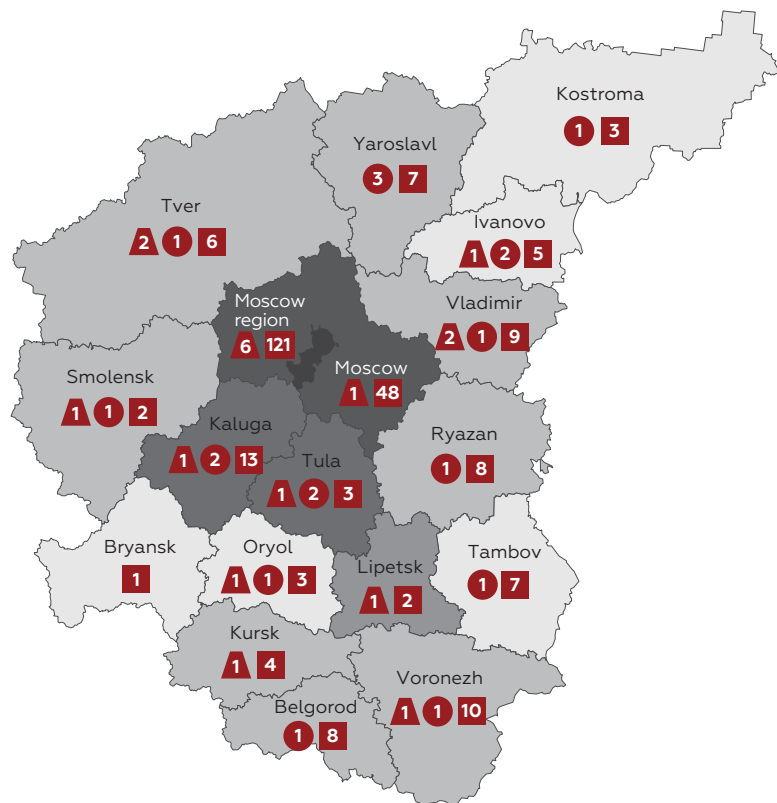 Kostroma
1 3
Yaroslavl
3 7
Tver
2 1 6
Ivanovo
1 2 5
Moscow
region
6 121
Vladimir
2 1 9
Moscow
1 48
Smolensk
1 1 2
Kaluga
1 2 13
Ryazan
1 8
Tula
1 2 3
Bryansk
1
Oryol
1 1 3
Lipetsk
1 2
Tambov
1 7
Kursk
1 4
Voronezh
1 1 10
Belgorod
1 8